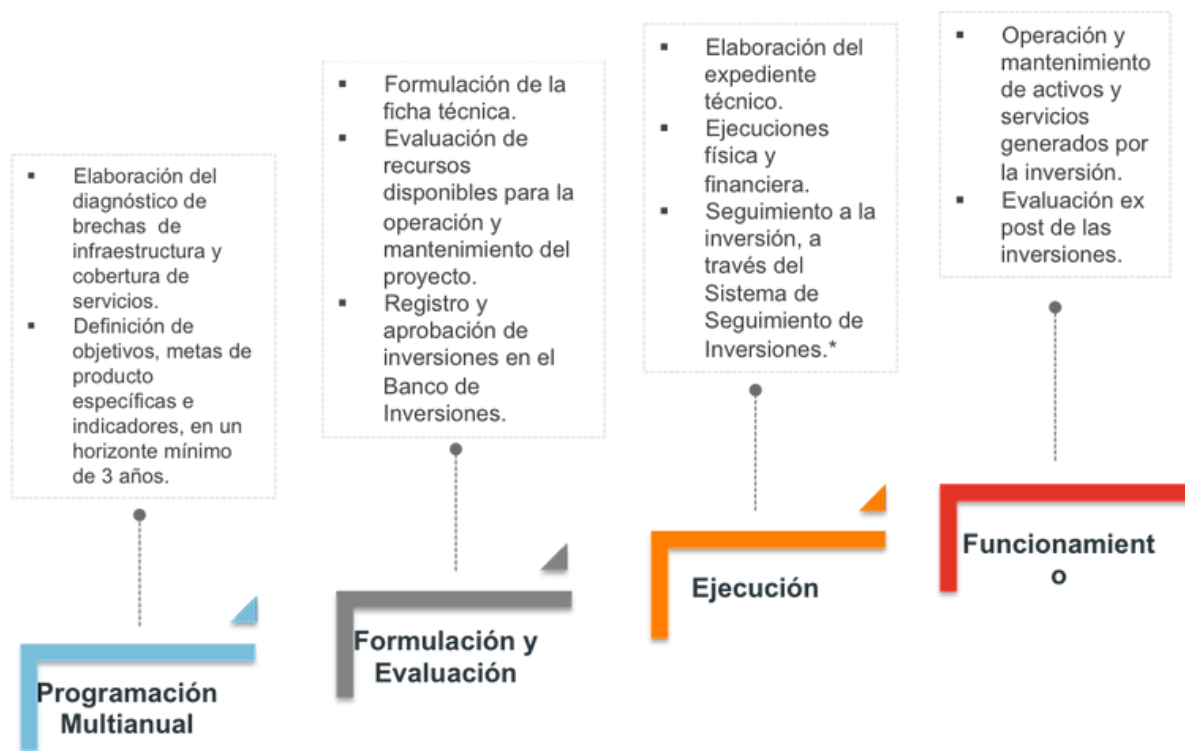 ▪ Elaboración del
diagnóstico de
brechas de
infraestructura y
cobertura de
servicios.
▪ Definición de
objetivos, metas de
producto
específicas e
indicadores, en un
horizonte mínimo
de 3 años.
Programación
Multianual
▪ Formulación de la
ficha técnica.
▪ Evaluación de
recursos
disponibles para la
operación y
mantenimiento del
proyecto.
▪ Registro y
aprobación de
inversiones en el
Banco de
Inversiones.
Formulación y
Evaluación
▪ Elaboración del
expediente
técnico.
▪ Ejecuciones
física y
financiera.
▪ Seguimiento a la
inversión, a
través del
Sistema de
Seguimiento de
Inversiones.*
Ejecución
▪ Operación y
mantenimiento
de activos y
servicios
generados por
la inversión.
▪ Evaluación ex
post de las
inversiones.
Funcionamient
o